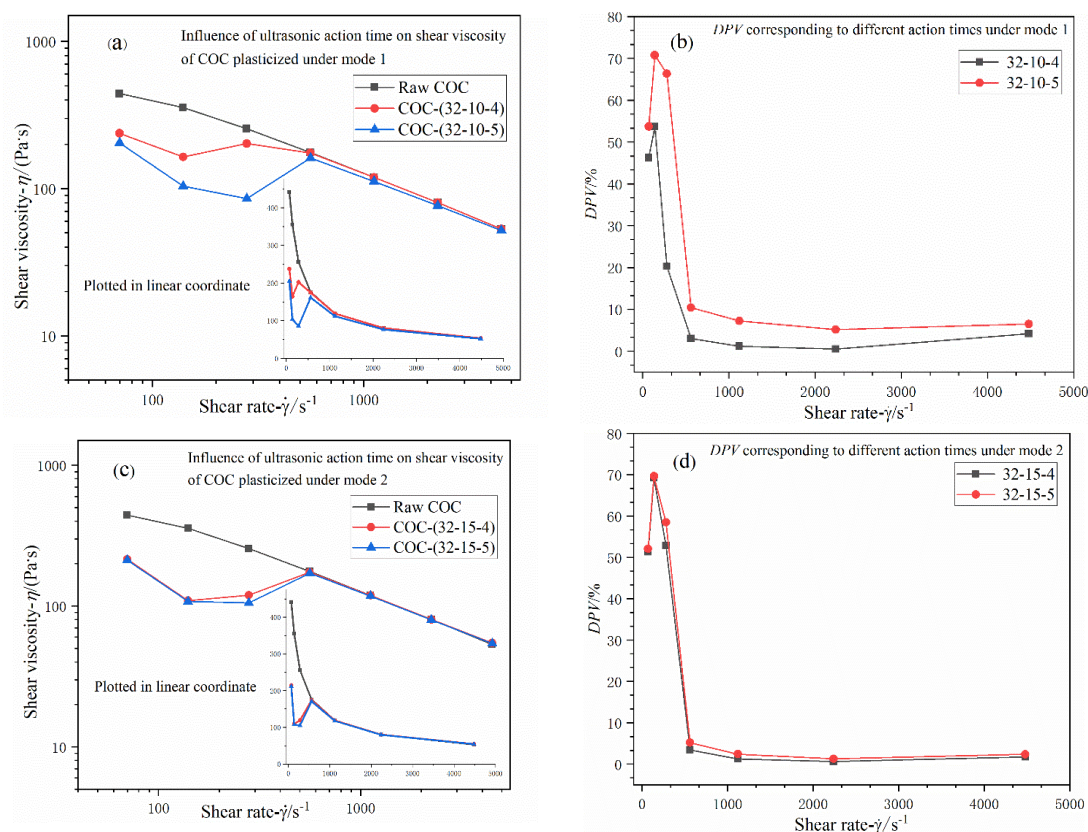 (a)
Influence of ultrasonic action time on shear viscosity
of COC plasticized under mode 1
Raw COC
COC-(32-10-4)
COC-(32-10-5)
1000
100
10
Shear viscosity-η/(Pa·s)
Plotted in linear coordinate
400
300
200
100
0
0
1000
2000
3000
4000
5000
100
1000
Shear rate-γ̇/s⁻¹
(b)
DPV corresponding to different action times under mode 1
32-10-4
32-10-5
80
70
60
50
40
30
20
10
0
DPV/%
0
1000
2000
3000
4000
5000
Shear rate-γ̇/s⁻¹
(c)
Influence of ultrasonic action time on shear viscosity
of COC plasticized under mode 2
Raw COC
COC-(32-15-4)
COC-(32-15-5)
1000
100
10
Shear viscosity-η/(Pa·s)
Plotted in linear coordinate
400
300
200
100
0
0
1000
2000
3000
4000
5000
100
1000
Shear rate-γ̇/s⁻¹
(d)
DPV corresponding to different action times under mode 2
32-15-4
32-15-5
80
70
60
50
40
30
20
10
0
DPV/%
0
1000
2000
3000
4000
5000
Shear rate-γ̇/s⁻¹